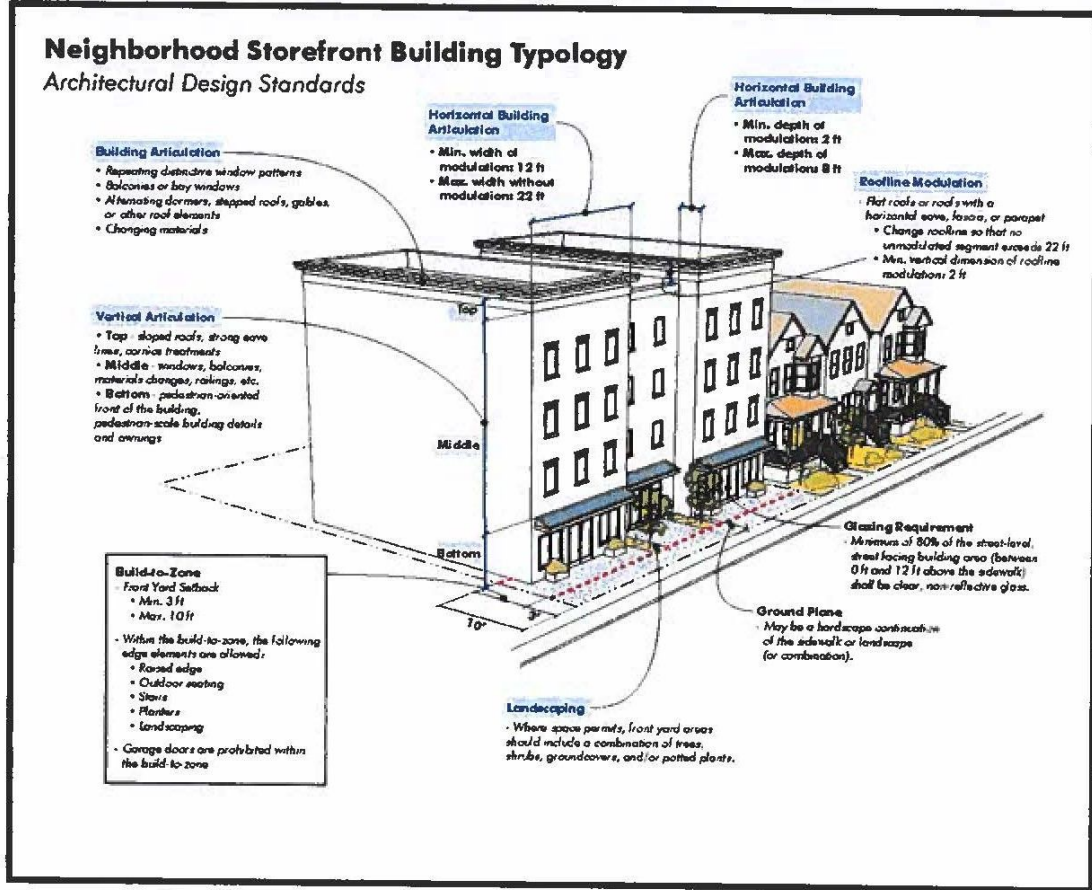 Neighborhood Storefront Building Typology
Architectural Design Standards
Horizontal Building
Articulation
• Min. width of
modulation: 12 ft
• Max. width without
modulation: 22 ft
Horizontal Building
Articulation
• Min. depth of
modulation: 2 ft
• Max. depth of
modulation: 8 ft
Building Articulation
• Repeating distinctive window patterns
• Balconies or bay windows
• Alternating dormers, stepped roofs, gables,
or other roof elements
• Changing materials
Roofline Modulation
- Flat roofs or roofs with a
horizontal eave, fascia, or parapet
• Change roofline so that no
unmodulated segment exceeds 22 ft
• Min. vertical dimension of roofline
modulation: 2 ft
Vertical Articulation
• Top - sloped roofs, strong eave
lines, cornice treatments
• Middle - windows, balconies,
materials changes, railings, etc.
• Bottom - pedestrian-oriented
front of the building,
pedestrian-scale building details
and awnings
Top
Middle
Bottom
10'
3'
Build-to-Zone
- Front Yard Setback
• Min. 3 ft
• Max. 10 ft
- Within the build-to-zone, the following
edge elements are allowed:
• Raised edge
• Outdoor seating
• Stairs
• Planters
• Landscaping
- Garage doors are prohibited within
the build-to-zone
Glazing Requirement
- Minimum of 80% of the street-level,
street facing building area (between
0 ft and 12 ft above the sidewalk)
shall be clear, non-reflective glass.
Ground Plane
- May be a hardscape continuation
of the sidewalk or landscape
(or combination).
Landscaping
- Where space permits, front yard areas
should include a combination of trees,
shrubs, groundcovers, and/or potted plants.